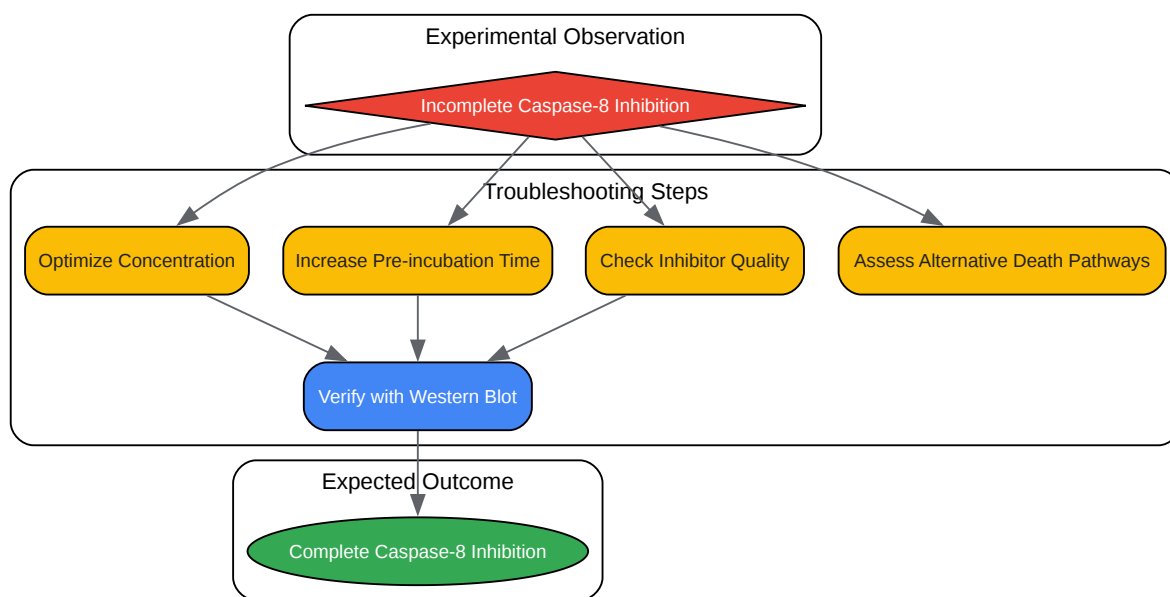 Experimental Observation
Incomplete Caspase-8 Inhibition
Troubleshooting Steps
Optimize Concentration
Increase Pre-incubation Time
Check Inhibitor Quality
Assess Alternative Death Pathways
Verify with Western Blot
Expected Outcome
Complete Caspase-8 Inhibition